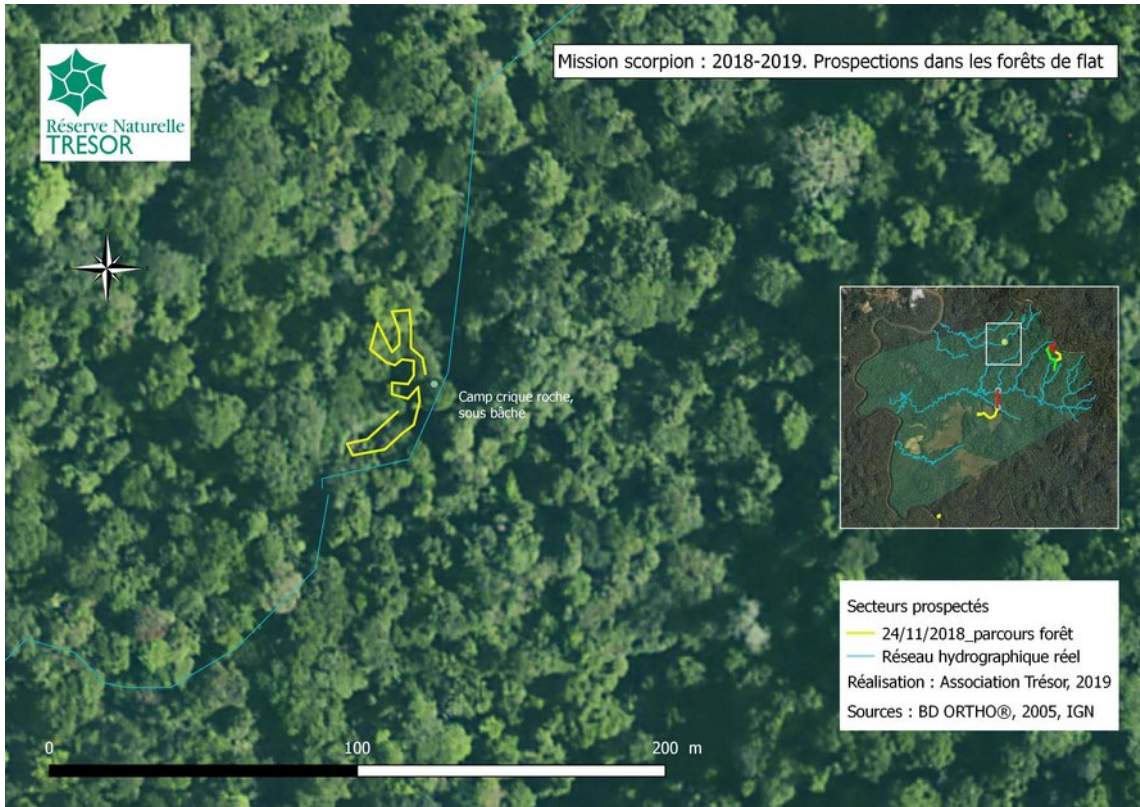 Mission scorpion : 2018-2019. Prospections dans les forêts de flat
Réserve Naturelle
TRESOR
Camp crique roche,
sous bâche
Secteurs prospectés
24/11/2018_parcours forêt
Réseau hydrographique réel
Réalisation : Association Trésor, 2019
Sources : BD ORTHO®, 2005, IGN
0 100 200 m